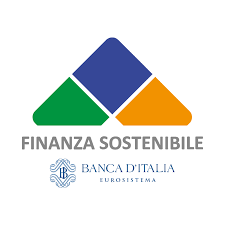 FINANZA SOSTENIBILE
BANCA D'ITALIA
EUROSISTEMA